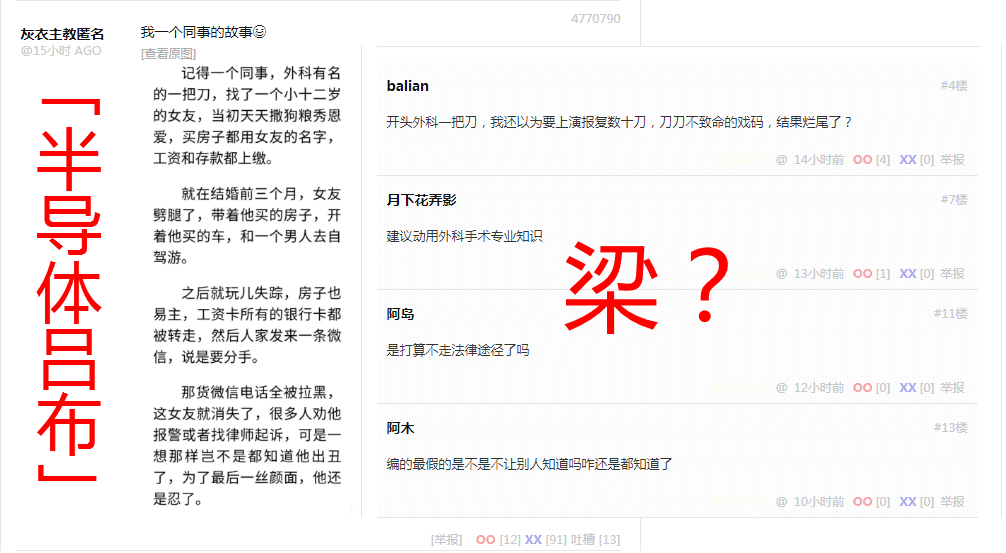 灰衣主教匿名
@15小时 AGO
我一个同事的故事😃
[查看原图]
4770790
「半导体吕布」
记得一个同事，外科有名
的一把刀，找了一个小十二岁
的女友，当初天天撒狗粮秀恩
爱，买房子都用女友的名字，
工资和存款都上缴。
就在结婚前三个月，女友
劈腿了，带着他买的房子，开
着他买的车，和一个男人去自
驾游。
之后就玩儿失踪，房子也
易主，工资卡所有的银行卡都
被转走，然后人家发来一条微
信，说是要分手。
那货微信电话全被拉黑，
这女友就消失了，很多人劝他
报警或者找律师起诉，可是一
想那样岂不是都知道他出丑
了，为了最后一丝颜面，他还
是忍了。
balian
#4楼
开头外科一把刀，我还以为要上演报复数十刀，刀刀不致命的戏码，结果烂尾了？
@ 14小时前 OO [4] XX [0] 举报
月下花弄影
#7楼
建议动用外科手术专业知识
@ 13小时前 OO [1] XX [0] 举报
梁？
阿岛
#11楼
是打算不走法律途径了吗
@ 12小时前 OO [0] XX [0] 举报
阿木
#13楼
编的最假的是不是不让别人知道吗咋还是都知道了
@ 10小时前 OO [0] XX [0] 举报
[举报] OO [12] XX [91] 吐槽 [13]